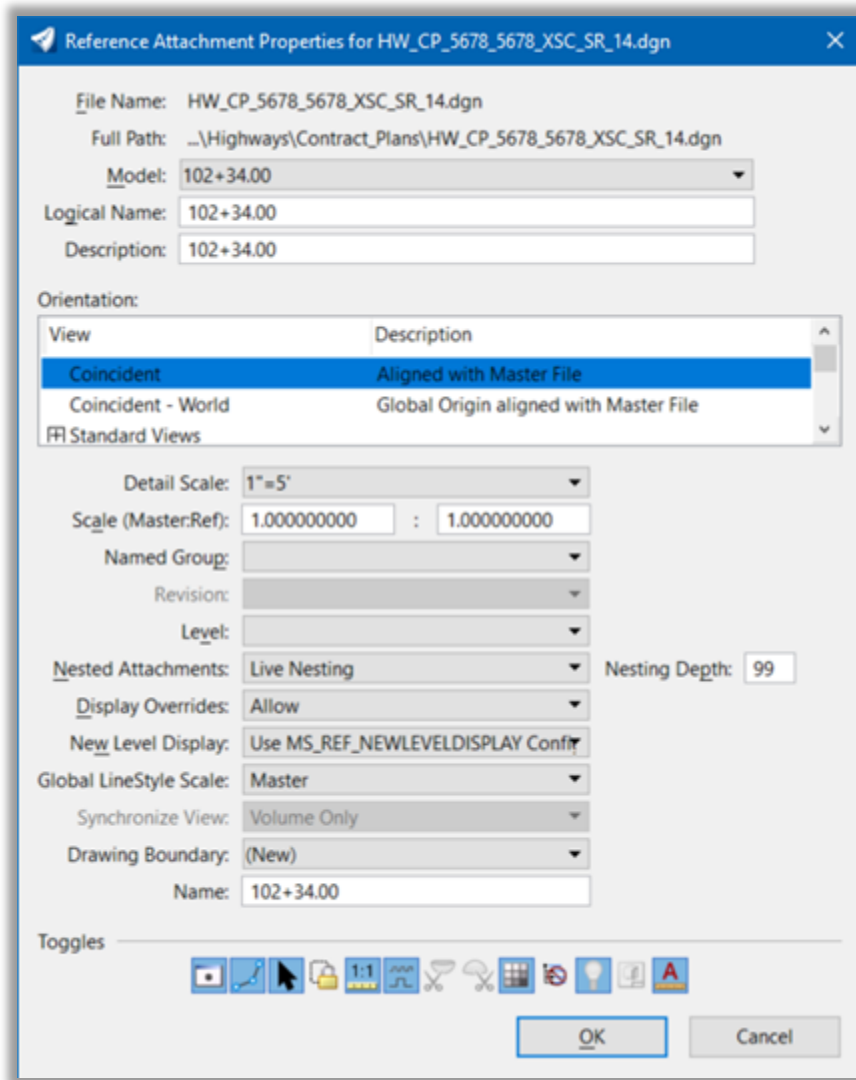 Reference Attachment Properties for HW_CP_5678_5678_XSC_SR_14.dgn
File Name: HW_CP_5678_5678_XSC_SR_14.dgn
Full Path: ...\Highways\Contract_Plans\HW_CP_5678_5678_XSC_SR_14.dgn
Model: 102+34.00
Logical Name: 102+34.00
Description: 102+34.00
Orientation:
View Description
Coincident Aligned with Master File
Coincident - World Global Origin aligned with Master File
Standard Views
Detail Scale: 1"=5'
Scale (Master:Ref): 1.000000000 : 1.000000000
Named Group:
Revision:
Level:
Nested Attachments: Live Nesting Nesting Depth: 99
Display Overrides: Allow
New Level Display: Use MS_REF_NEWLEVELDISPLAY Config
Global LineStyle Scale: Master
Synchronize View: Volume Only
Drawing Boundary: (New)
Name: 102+34.00
Toggles
1:1 A
OK Cancel